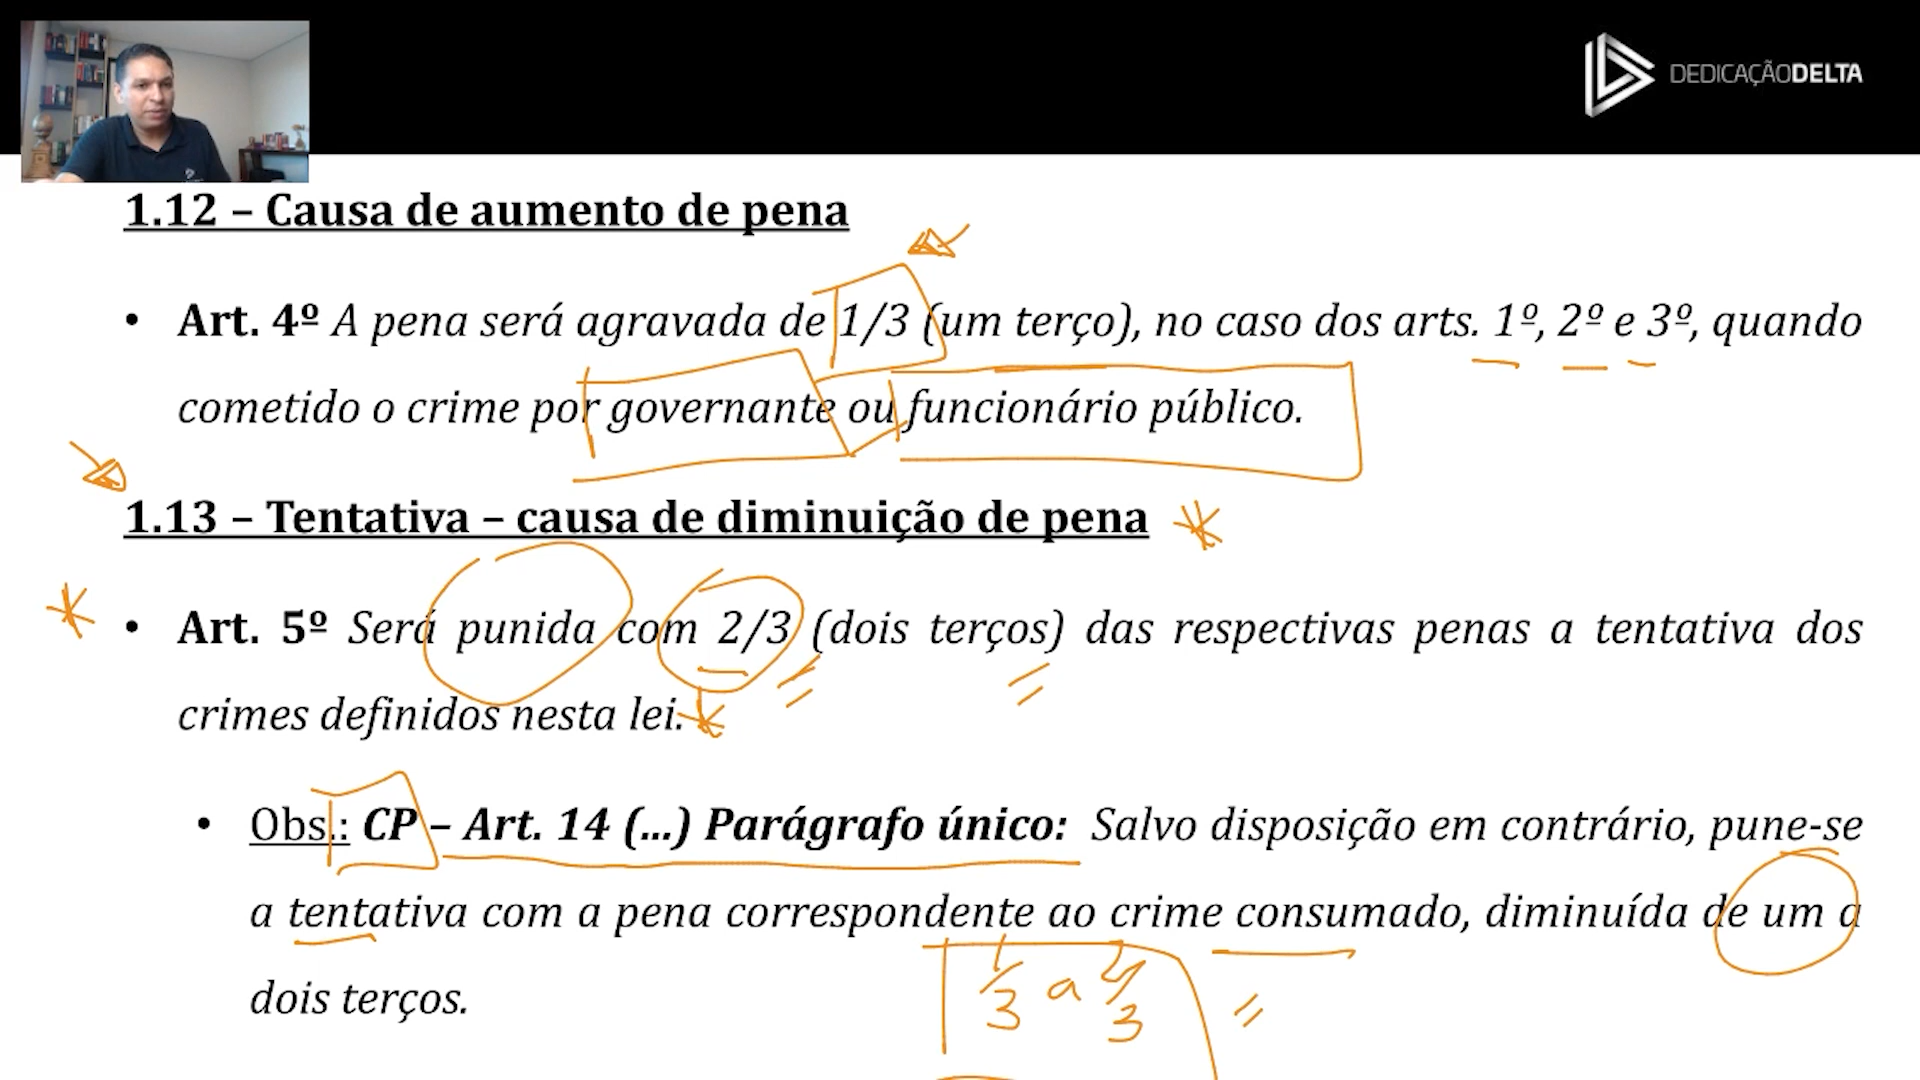 DEDICAÇÃODELTA
1.12 – Causa de aumento de pena
• Art. 4º A pena será agravada de 1/3 (um terço), no caso dos arts. 1º, 2º e 3º, quando
cometido o crime por governante ou funcionário público.
1.13 – Tentativa – causa de diminuição de pena
• Art. 5º Será punida com 2/3 (dois terços) das respectivas penas a tentativa dos
crimes definidos nesta lei.
• Obs.: CP – Art. 14 (...) Parágrafo único: Salvo disposição em contrário, pune-se
a tentativa com a pena correspondente ao crime consumado, diminuída de um a
dois terços.
1/3 a 2/3